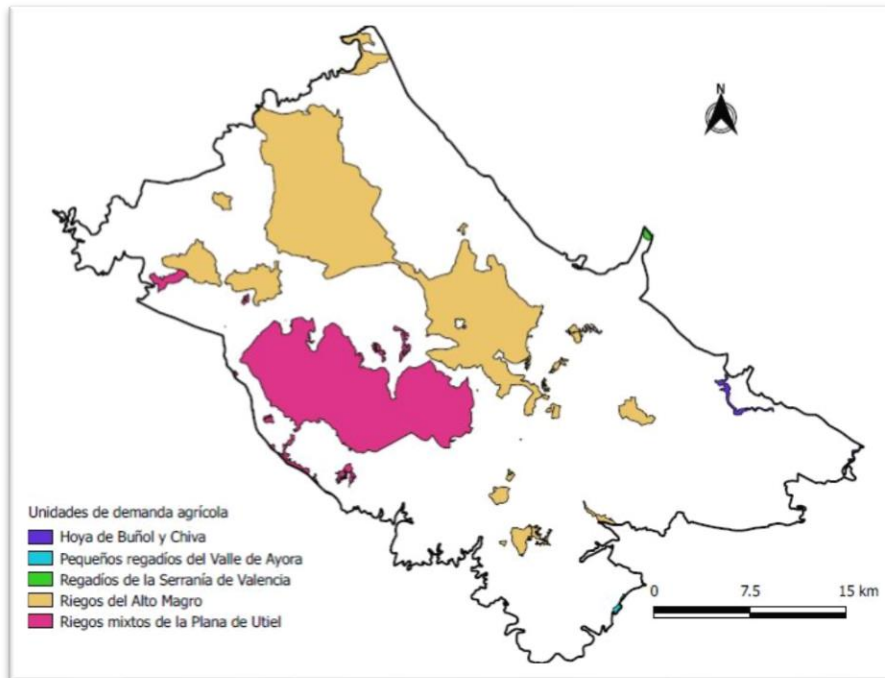 N
Unidades de demanda agrícola
Hoya de Buñol y Chiva
Pequeños regadíos del Valle de Ayora
Regadíos de la Serranía de Valencia
Riegos del Alto Magro
Riegos mixtos de la Plana de Utiel
0 7.5 15 km